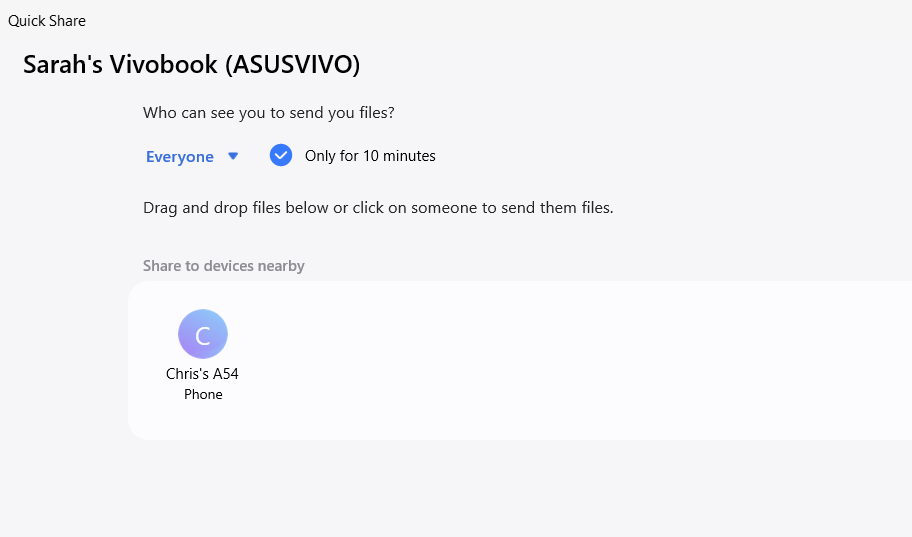 Quick Share
Sarah's Vivobook (ASUSVIVO)
Who can see you to send you files?
Everyone Only for 10 minutes
Drag and drop files below or click on someone to send them files.
Share to devices nearby
C
Chris's A54
Phone